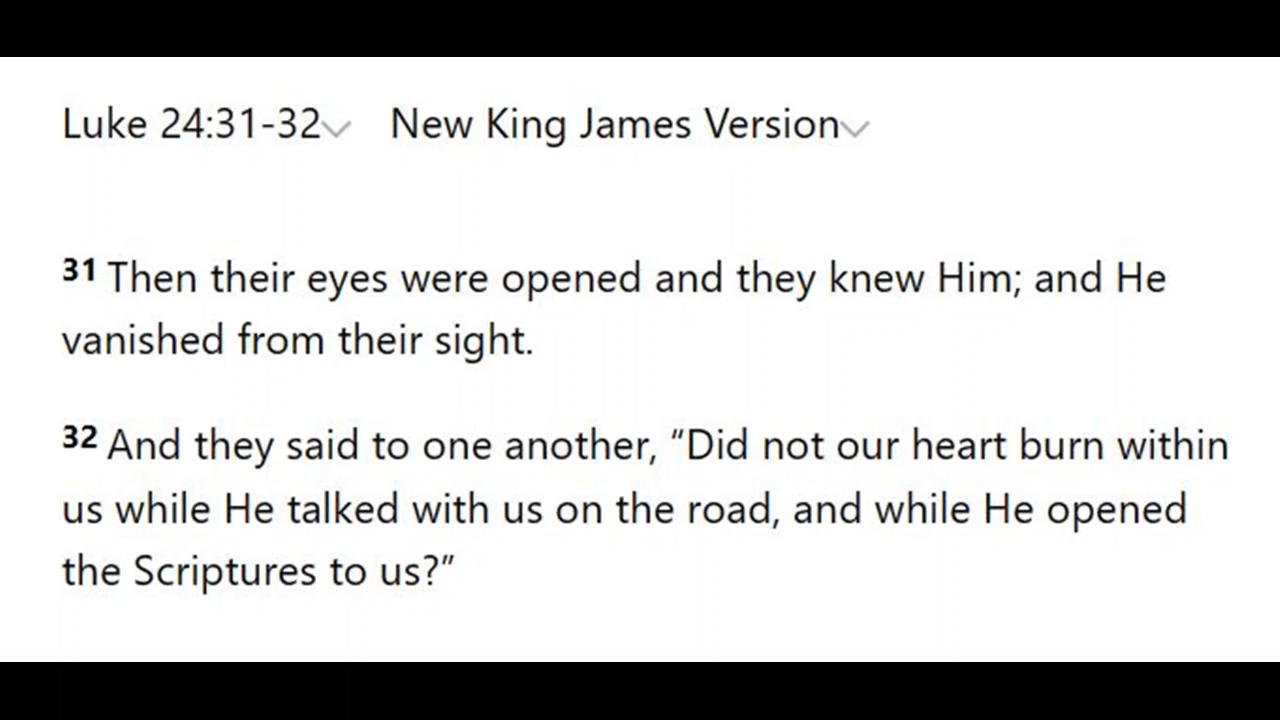 Luke 24:31-32 New King James Version
31 Then their eyes were opened and they knew Him; and He
vanished from their sight.
32 And they said to one another, “Did not our heart burn within
us while He talked with us on the road, and while He opened
the Scriptures to us?”